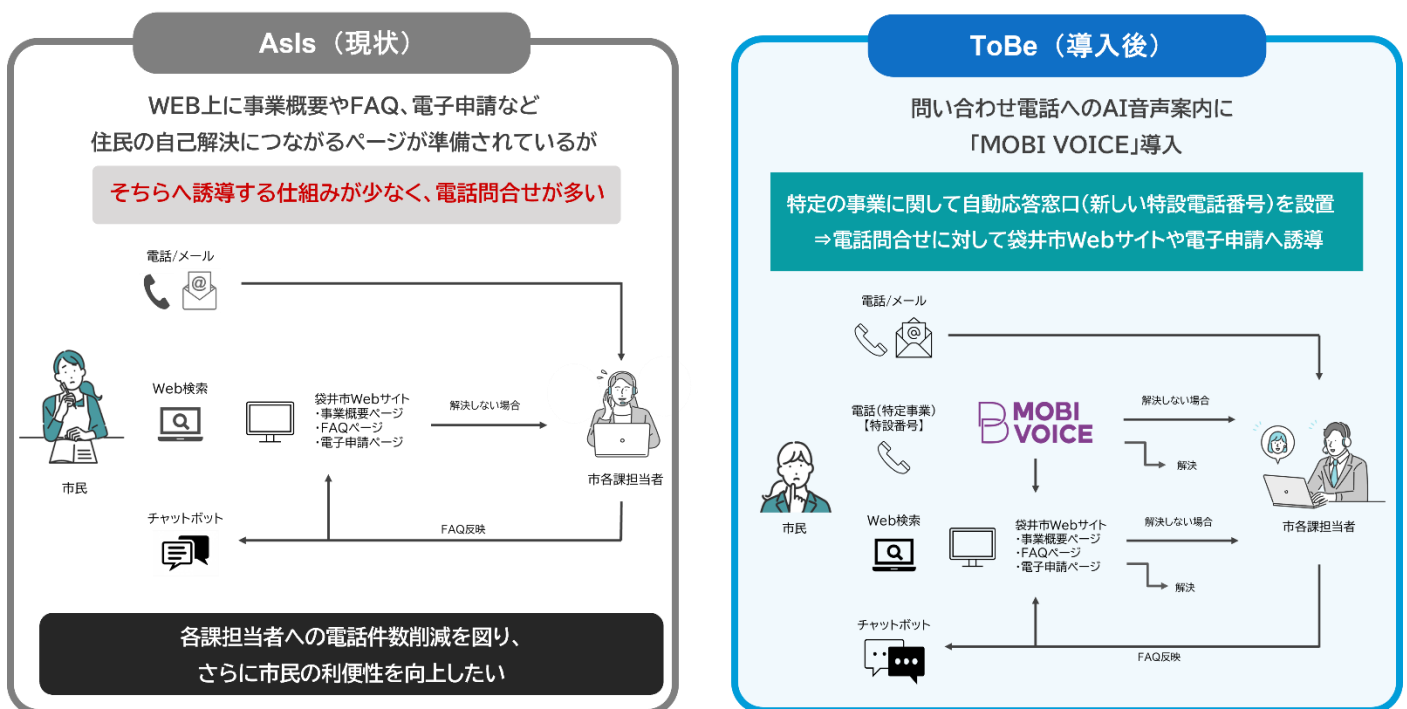 AsIs（現状）
WEB上に事業概要やFAQ、電子申請など
住民の自己解決につながるページが準備されているが
そちらへ誘導する仕組みが少なく、電話問合せが多い
電話/メール
Web検索
袋井市Webサイト
・事業概要ページ
・FAQページ
・電子申請ページ
解決しない場合
市民
市各課担当者
チャットボット
FAQ反映
各課担当者への電話件数削減を図り、
さらに市民の利便性を向上したい
ToBe（導入後）
問い合わせ電話へのAI音声案内に
「MOBI VOICE」導入
特定の事業に関して自動応答窓口（新しい特設電話番号）を設置
⇒電話問合せに対して袋井市Webサイトや電子申請へ誘導
電話/メール
電話（特定事業）
【特設番号】
MOBI
VOICE
解決しない場合
解決
市民
Web検索
袋井市Webサイト
・事業概要ページ
・FAQページ
・電子申請ページ
解決しない場合
解決
市各課担当者
チャットボット
FAQ反映